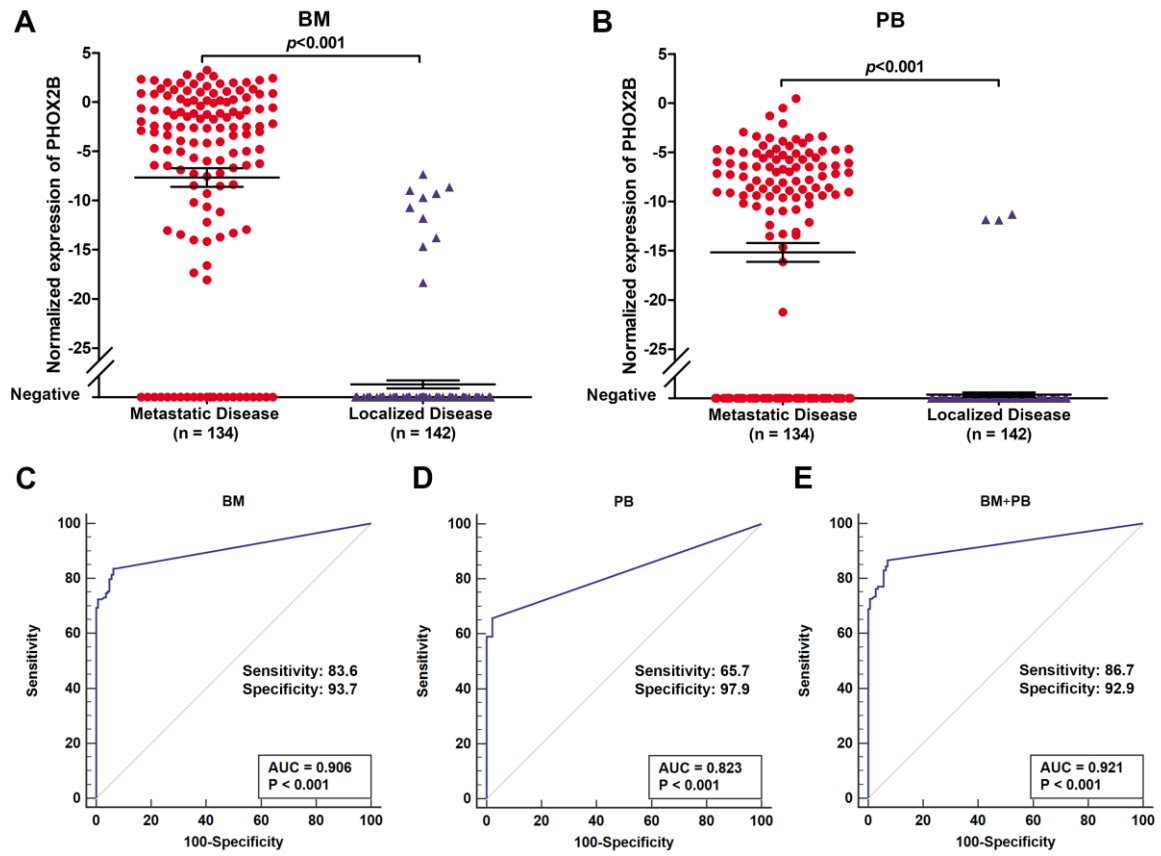 A
BM
p<0.001
Normalized expression of PHOX2B
5
0
-5
-10
-15
-20
-25
Negative
Metastatic Disease
(n = 134)
Localized Disease
(n = 142)
B
PB
p<0.001
Normalized expression of PHOX2B
5
0
-5
-10
-15
-20
-25
Negative
Metastatic Disease
(n = 134)
Localized Disease
(n = 142)
C
BM
Sensitivity
100
80
60
40
20
0
Sensitivity: 83.6
Specificity: 93.7
AUC = 0.906
P < 0.001
0 20 40 60 80 100
100-Specificity
D
PB
Sensitivity
100
80
60
40
20
0
Sensitivity: 65.7
Specificity: 97.9
AUC = 0.823
P < 0.001
0 20 40 60 80 100
100-Specificity
E
BM+PB
Sensitivity
100
80
60
40
20
0
Sensitivity: 86.7
Specificity: 92.9
AUC = 0.921
P < 0.001
0 20 40 60 80 100
100-Specificity